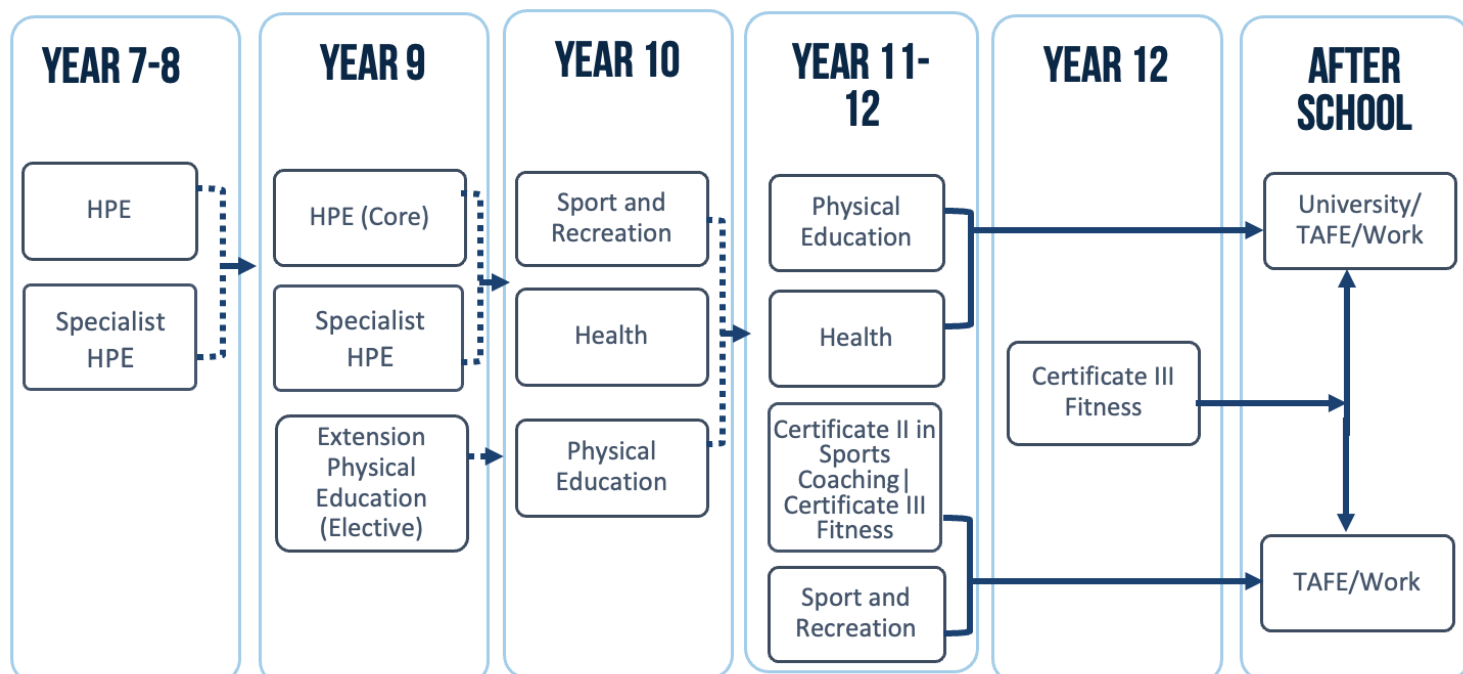 YEAR 7-8
HPE
Specialist
HPE
YEAR 9
HPE (Core)
Specialist
HPE
Extension
Physical
Education
(Elective)
YEAR 10
Sport and
Recreation
Health
Physical
Education
YEAR 11-
12
Physical
Education
Health
Certificate II in
Sports
Coaching|
Certificate III
Fitness
Sport and
Recreation
YEAR 12
Certificate III
Fitness
AFTER
SCHOOL
University/
TAFE/Work
TAFE/Work